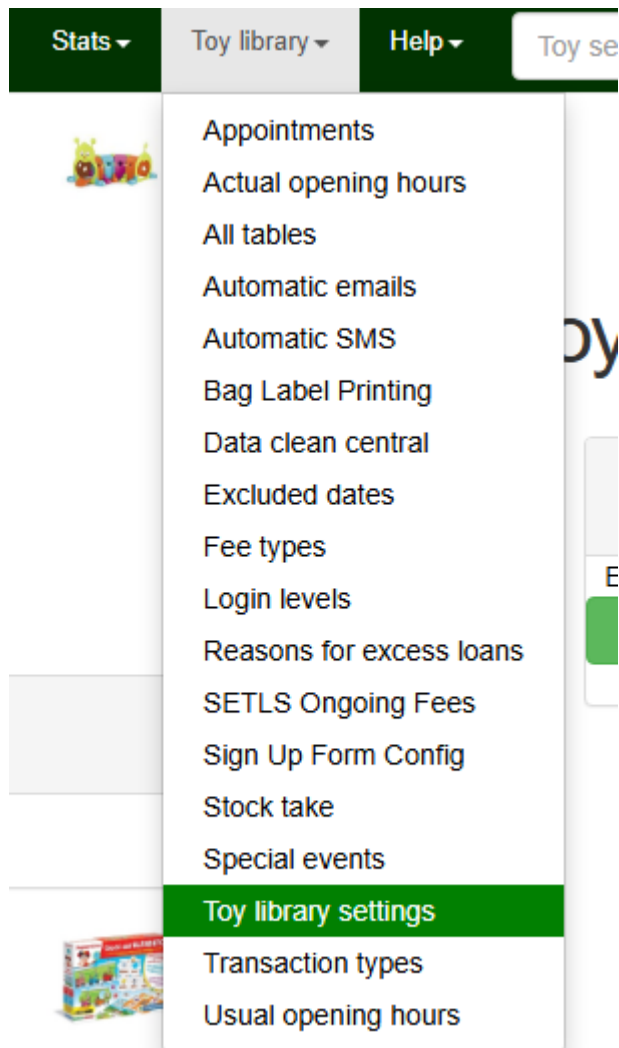 Stats Toy library Help Toy se
Appointments
Actual opening hours
All tables
Automatic emails
Automatic SMS
oy
Bag Label Printing
Data clean central
Excluded dates
Fee types
E
Login levels
Reasons for excess loans
SETLS Ongoing Fees
Sign Up Form Config
Stock take
Special events
Toy library settings
Transaction types
Usual opening hours